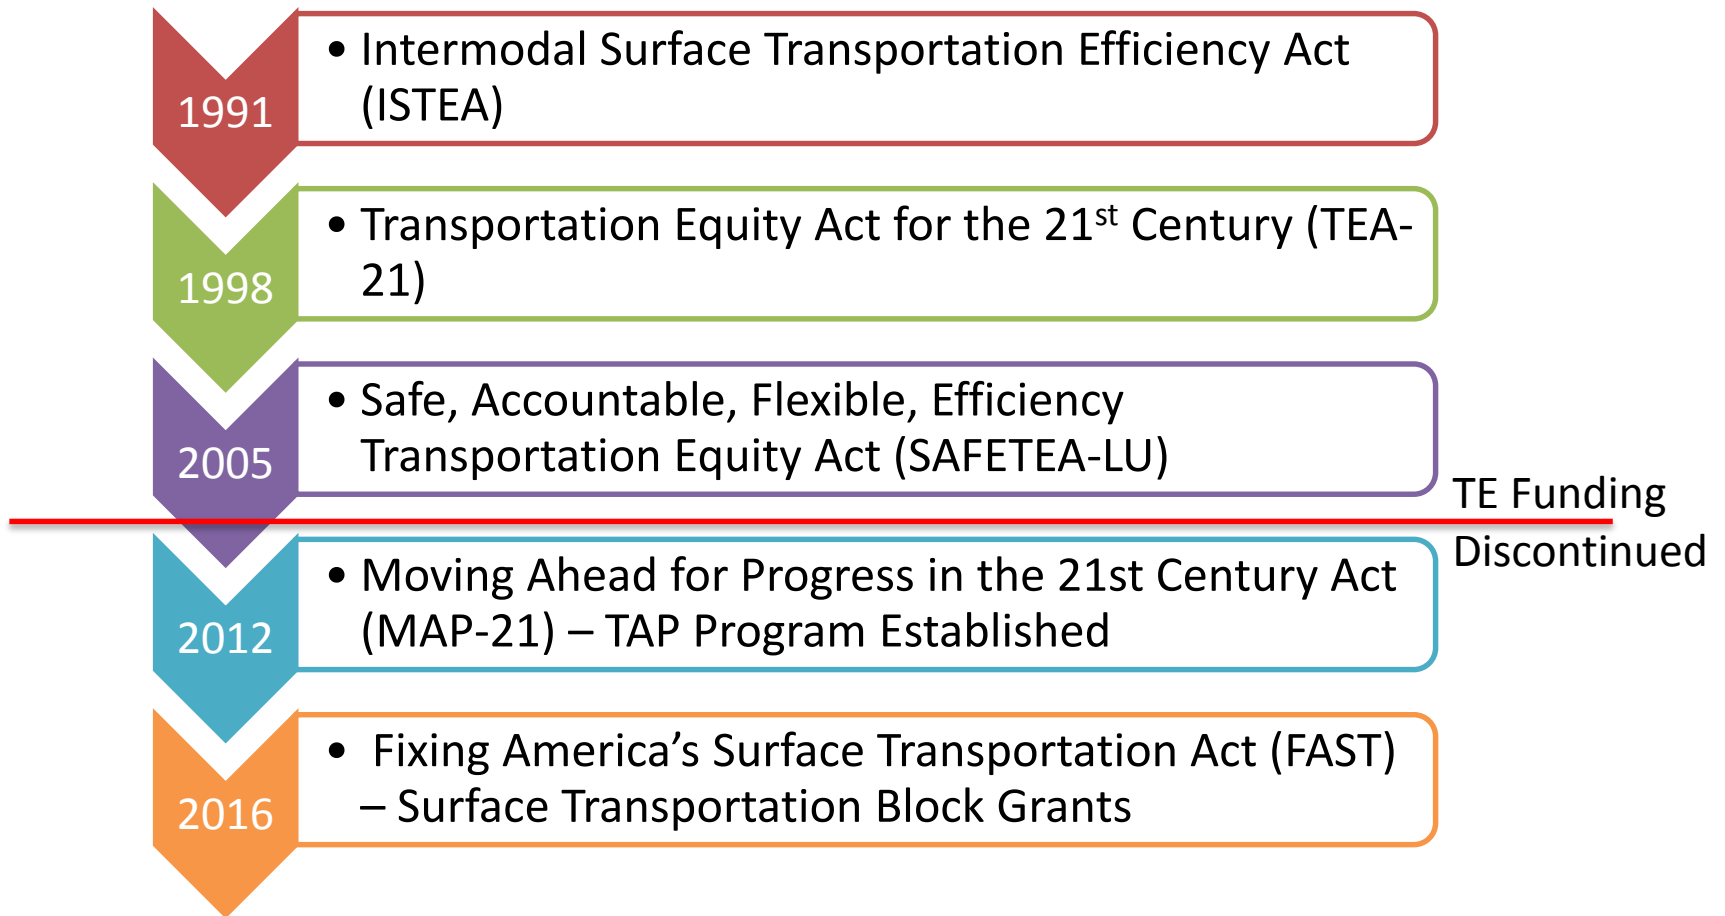 1991
• Intermodal Surface Transportation Efficiency Act
(ISTEA)
1998
• Transportation Equity Act for the 21st Century (TEA-
21)
2005
• Safe, Accountable, Flexible, Efficiency
Transportation Equity Act (SAFETEA-LU)
TE Funding
Discontinued
2012
• Moving Ahead for Progress in the 21st Century Act
(MAP-21) – TAP Program Established
2016
• Fixing America’s Surface Transportation Act (FAST)
– Surface Transportation Block Grants